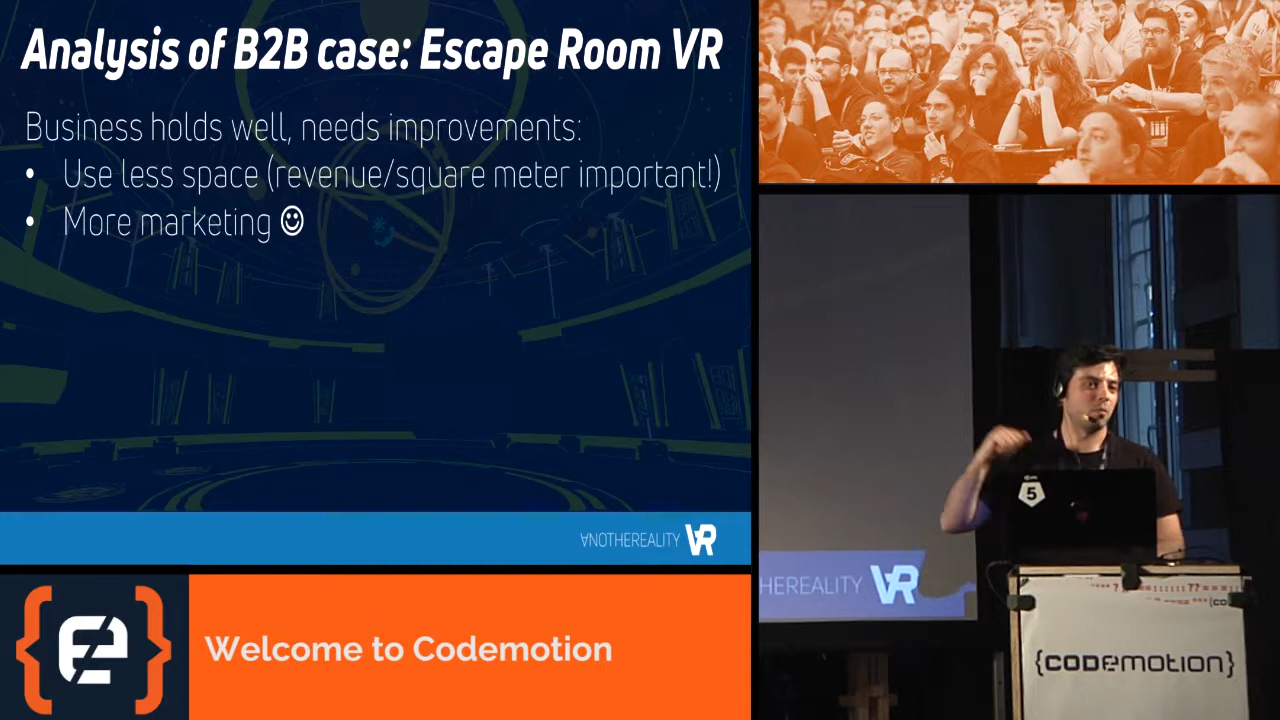 Analysis of B2B case: Escape Room VR
Business holds well, needs improvements:
• Use less space (revenue/square meter important!)
• More marketing ☺
∀NOTHEREALITY VR
Welcome to Codemotion
HEREALITY VR
5
{CODEMOTION}